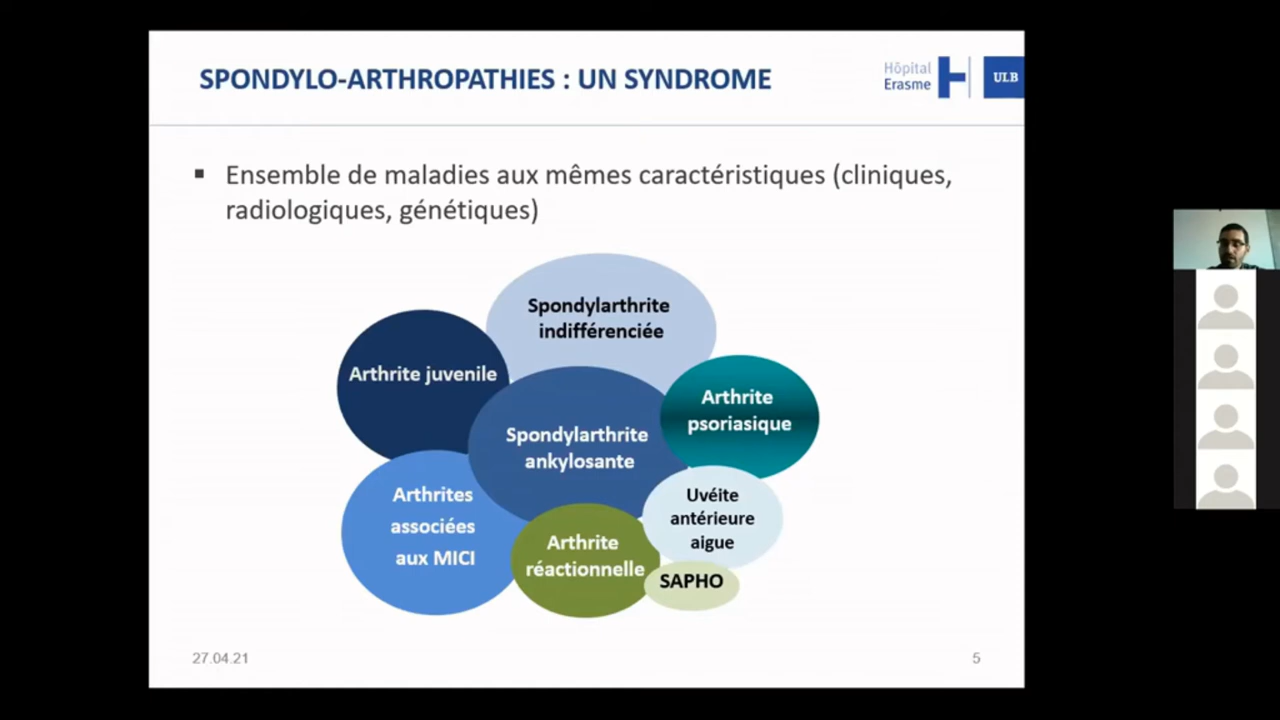 SPONDYLO-ARTHROPATHIES : UN SYNDROME
Hôpital
Erasme
ULB
Ensemble de maladies aux mêmes caractéristiques (cliniques,
radiologiques, génétiques)
Spondylarthrite
indifférenciée
Arthrite juvenile
Arthrite
psoriasique
Spondylarthrite
ankylosante
Arthrites
associées
aux MICI
Uvéite
antérieure
aigue
Arthrite
réactionnelle
SAPHO
27.04.21
5